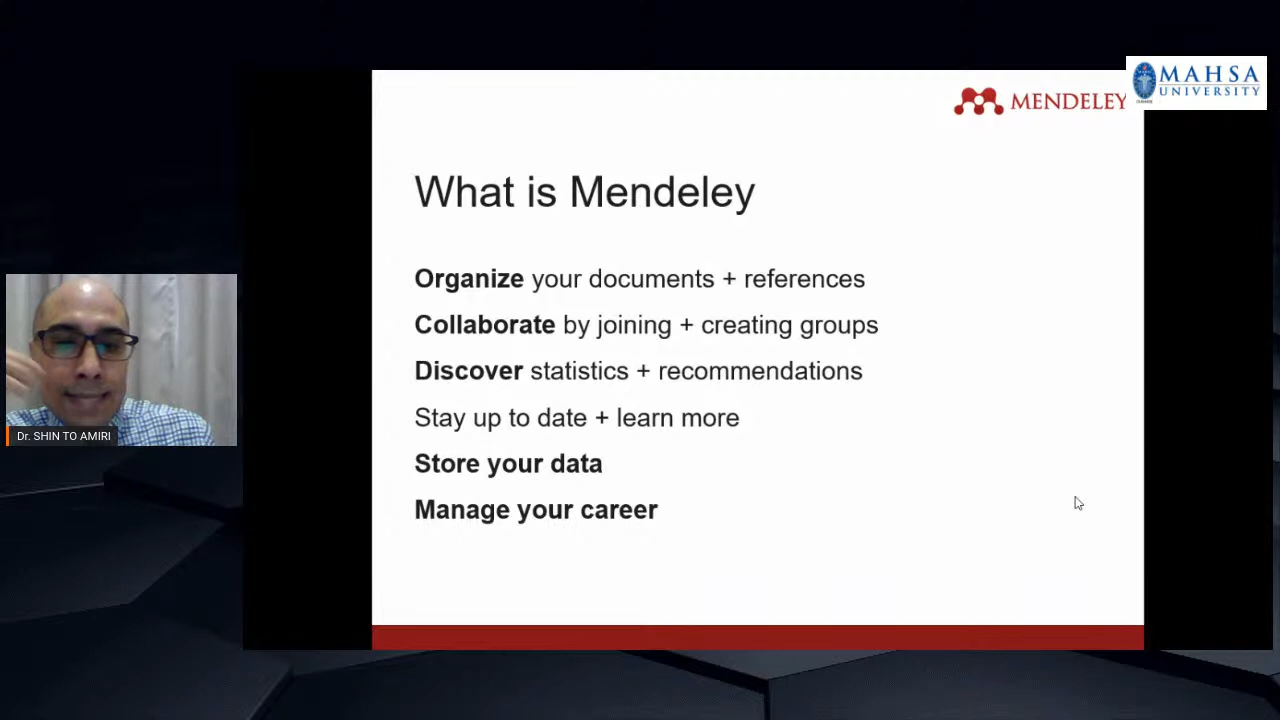 MAHSA
UNIVERSITY
MENDELEY
What is Mendeley
Organize your documents + references
Collaborate by joining + creating groups
Discover statistics + recommendations
Stay up to date + learn more
Store your data
Manage your career
Dr. SHIN TO AMIRI